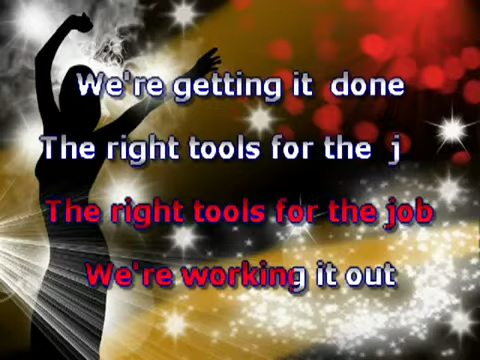 We're getting it done
The right tools for the j
The right tools for the job
We're working it out